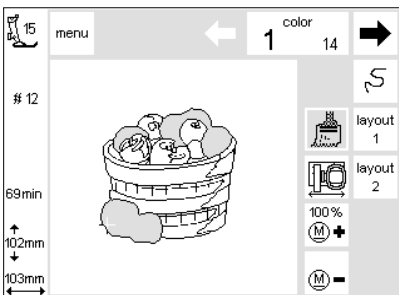 15
menu
color
1 14
# 12
layout
1
layout
2
69min
100%
M +
102mm
M -
103mm